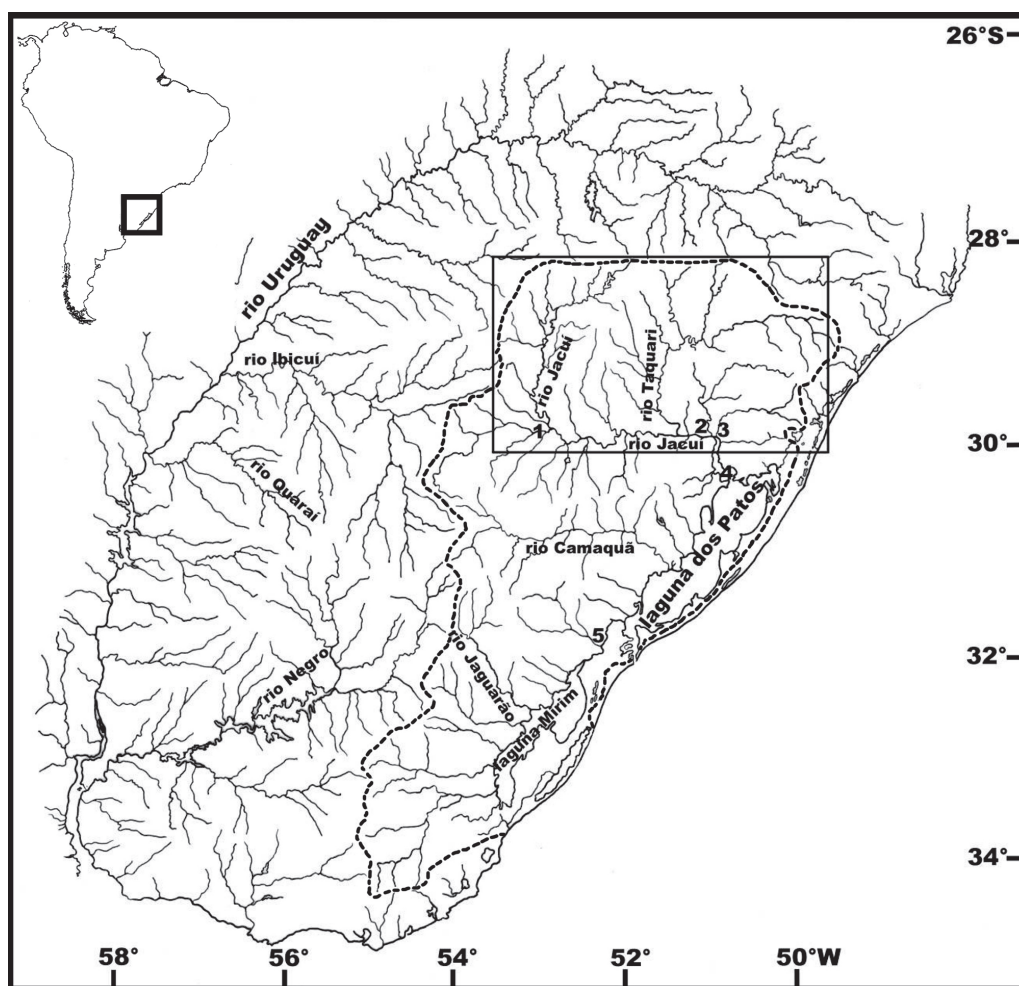 26°S
28°
rio Uruguay
rio Ibicuí
rio Jacuí
rio Taquari
1
2
3
rio Jacuí
30°
4
rio Quaraí
rio Camaquã
laguna dos Patos
5
32°
rio Jaguarão
rio Negro
laguna Mirim
34°
58°
56°
54°
52°
50°W